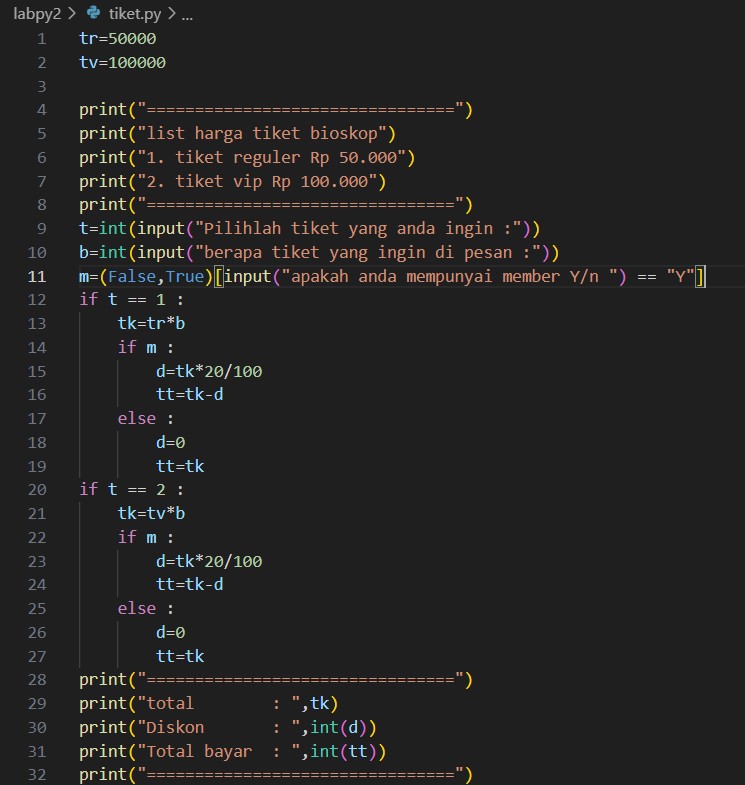 labpy2 > tiket.py > ...
1 tr=50000
2 tv=100000
3
4 print("================================")
5 print("list harga tiket bioskop")
6 print("1. tiket reguler Rp 50.000")
7 print("2. tiket vip Rp 100.000")
8 print("================================")
9 t=int(input("Pilihlah tiket yang anda ingin :"))
10 b=int(input("berapa tiket yang ingin di pesan :"))
11 m=(False,True)[input("apakah anda mempunyai member Y/n ") == "Y"]
12 if t == 1 :
13     tk=tr*b
14     if m :
15         d=tk*20/100
16         tt=tk-d
17     else :
18         d=0
19         tt=tk
20 if t == 2 :
21     tk=tv*b
22     if m :
23         d=tk*20/100
24         tt=tk-d
25     else :
26         d=0
27         tt=tk
28 print("================================")
29 print("total        : ",tk)
30 print("Diskon       : ",int(d))
31 print("Total bayar  : ",int(tt))
32 print("================================")